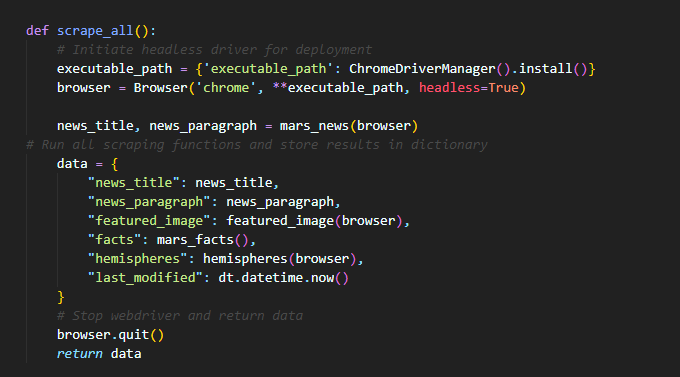 def scrape_all():
    # Initiate headless driver for deployment
    executable_path = {'executable_path': ChromeDriverManager().install()}
    browser = Browser('chrome', **executable_path, headless=True)

    news_title, news_paragraph = mars_news(browser)
# Run all scraping functions and store results in dictionary
    data = {
        "news_title": news_title,
        "news_paragraph": news_paragraph,
        "featured_image": featured_image(browser),
        "facts": mars_facts(),
        "hemispheres": hemispheres(browser),
        "last_modified": dt.datetime.now()
    }
    # Stop webdriver and return data
    browser.quit()
    return data